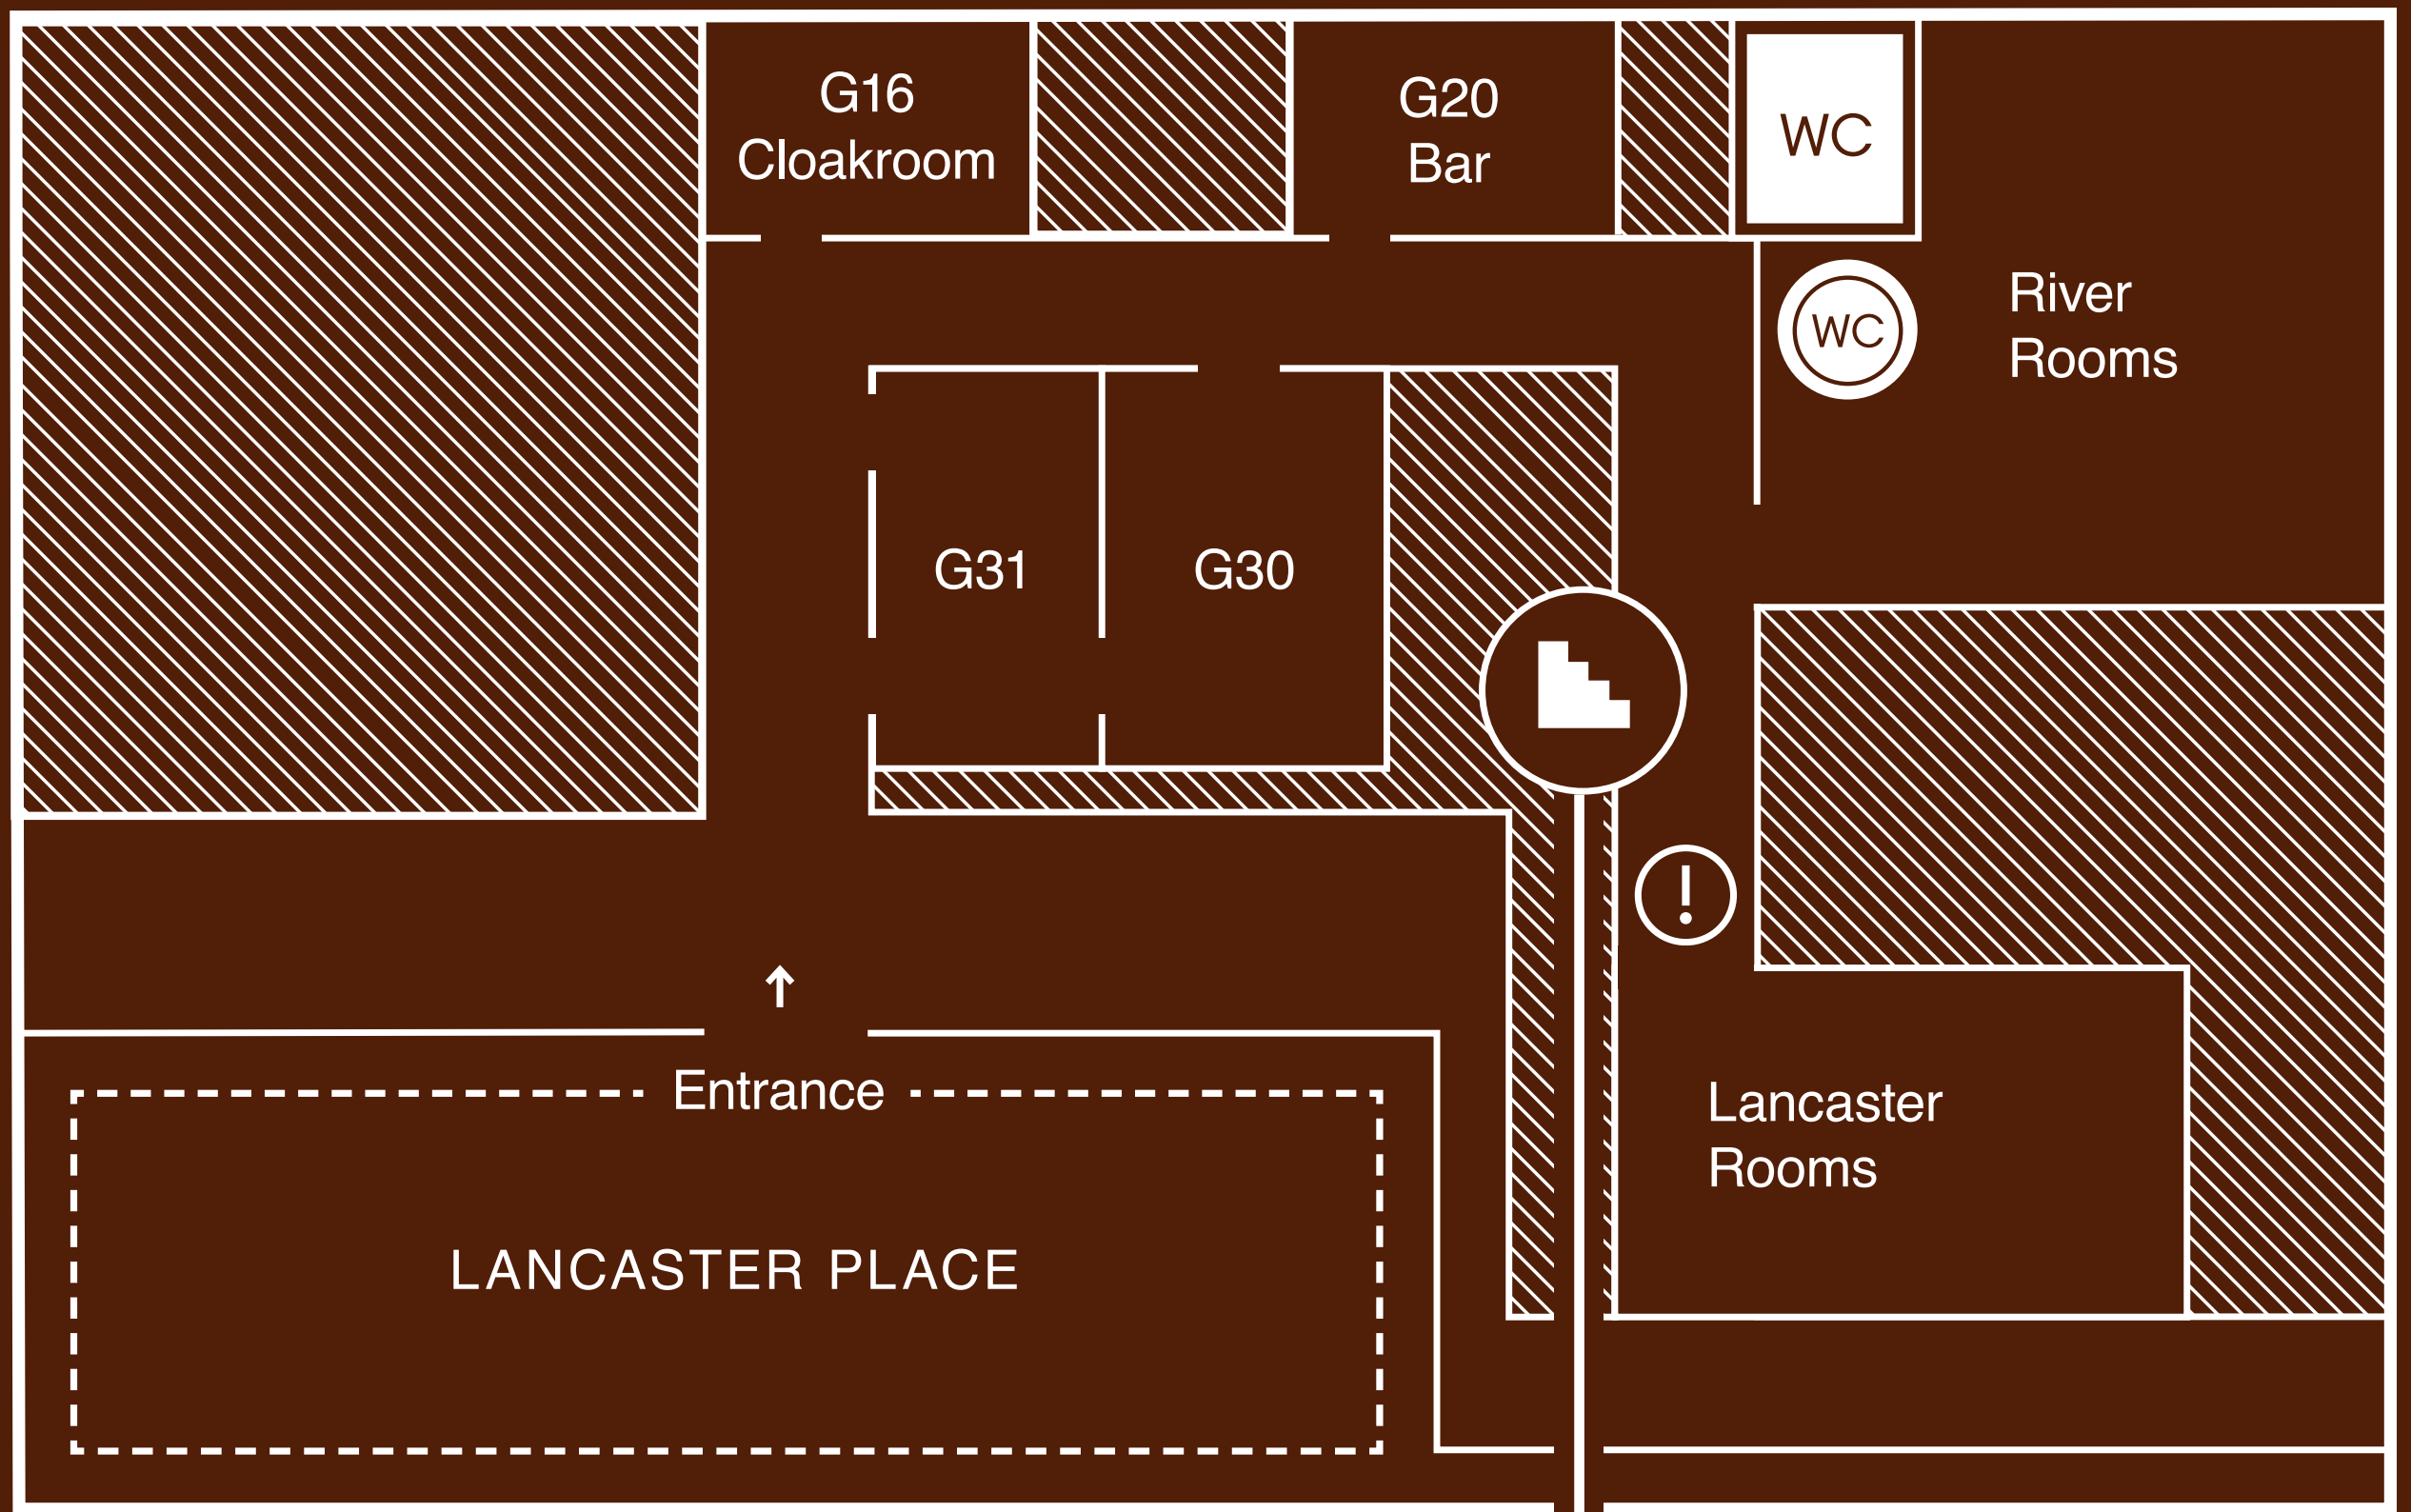 G16
Cloakroom
G20
Bar
WC
WC
River
Rooms
G31
G30
!
Entrance
Lancaster
Rooms
LANCASTER PLACE